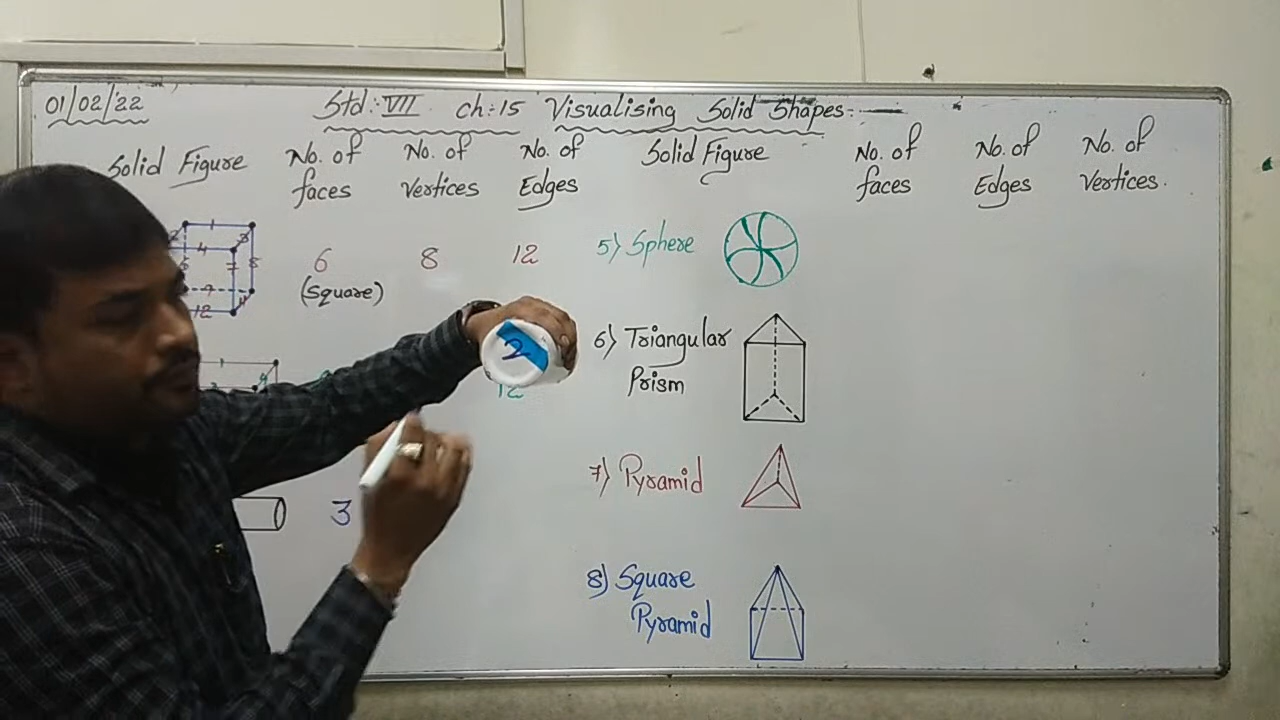 01/02/22
Std: VII ch:15 Visualising Solid Shapes:
Solid Figure No. of faces No. of Vertices No. of Edges
6 (Square) 8 12
12
3
2
Solid Figure No. of faces No. of Edges No. of Vertices.
5) Sphere
6) Triangular
Prism
7) Pyramid
8) Square
Pyramid